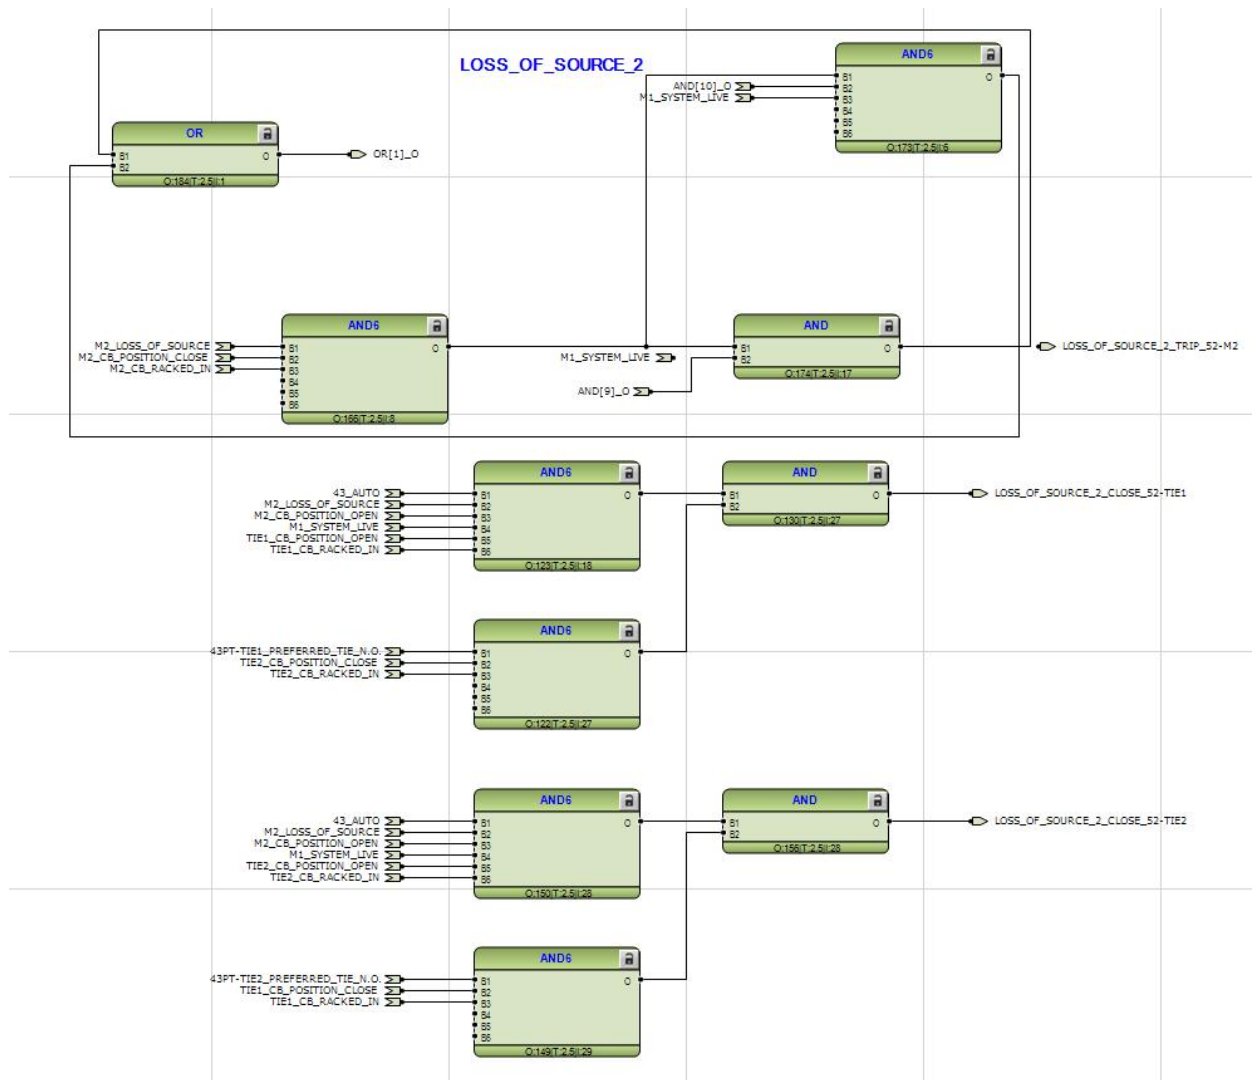 LOSS_OF_SOURCE_2
AND6
B1
B2
B3
B4
B5
B6
O
AND[10]_O
M1_SYSTEM_LIVE
O:173|T:2.5|I:6
OR
B1
B2
O
OR[1]_O
O:184|T:2.5|I:1
AND6
M2_LOSS_OF_SOURCE
M2_CB_POSITION_CLOSE
M2_CB_RACKED_IN
B1
B2
B3
B4
B5
B6
O
O:166|T:2.5|I:8
M1_SYSTEM_LIVE
AND[9]_O
AND
B1
B2
O
O:174|T:2.5|I:17
LOSS_OF_SOURCE_2_TRIP_52-M2
AND6
43_AUTO
M2_LOSS_OF_SOURCE
M2_CB_POSITION_OPEN
M1_SYSTEM_LIVE
TIE1_CB_POSITION_OPEN
TIE1_CB_RACKED_IN
B1
B2
B3
B4
B5
B6
O
O:123|T:2.5|I:18
AND
B1
B2
O
O:130|T:2.5|I:27
LOSS_OF_SOURCE_2_CLOSE_52-TIE1
AND6
43PT-TIE1_PREFERRED_TIE_N.O.
TIE2_CB_POSITION_CLOSE
TIE2_CB_RACKED_IN
B1
B2
B3
B4
B5
B6
O
O:122|T:2.5|I:27
AND6
43_AUTO
M2_LOSS_OF_SOURCE
M2_CB_POSITION_OPEN
M1_SYSTEM_LIVE
TIE2_CB_POSITION_OPEN
TIE2_CB_RACKED_IN
B1
B2
B3
B4
B5
B6
O
O:150|T:2.5|I:28
AND
B1
B2
O
O:156|T:2.5|I:28
LOSS_OF_SOURCE_2_CLOSE_52-TIE2
AND6
43PT-TIE2_PREFERRED_TIE_N.O.
TIE1_CB_POSITION_CLOSE
TIE1_CB_RACKED_IN
B1
B2
B3
B4
B5
B6
O
O:149|T:2.5|I:29